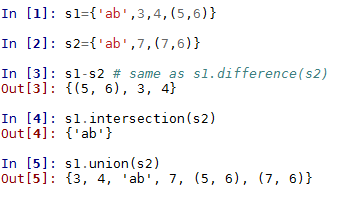 In [1]: s1={'ab',3,4,(5,6)}
In [2]: s2={'ab',7,(7,6)}
In [3]: s1-s2 # same as s1.difference(s2)
Out[3]: {(5, 6), 3, 4}
In [4]: s1.intersection(s2)
Out[4]: {'ab'}
In [5]: s1.union(s2)
Out[5]: {3, 4, 'ab', 7, (5, 6), (7, 6)}